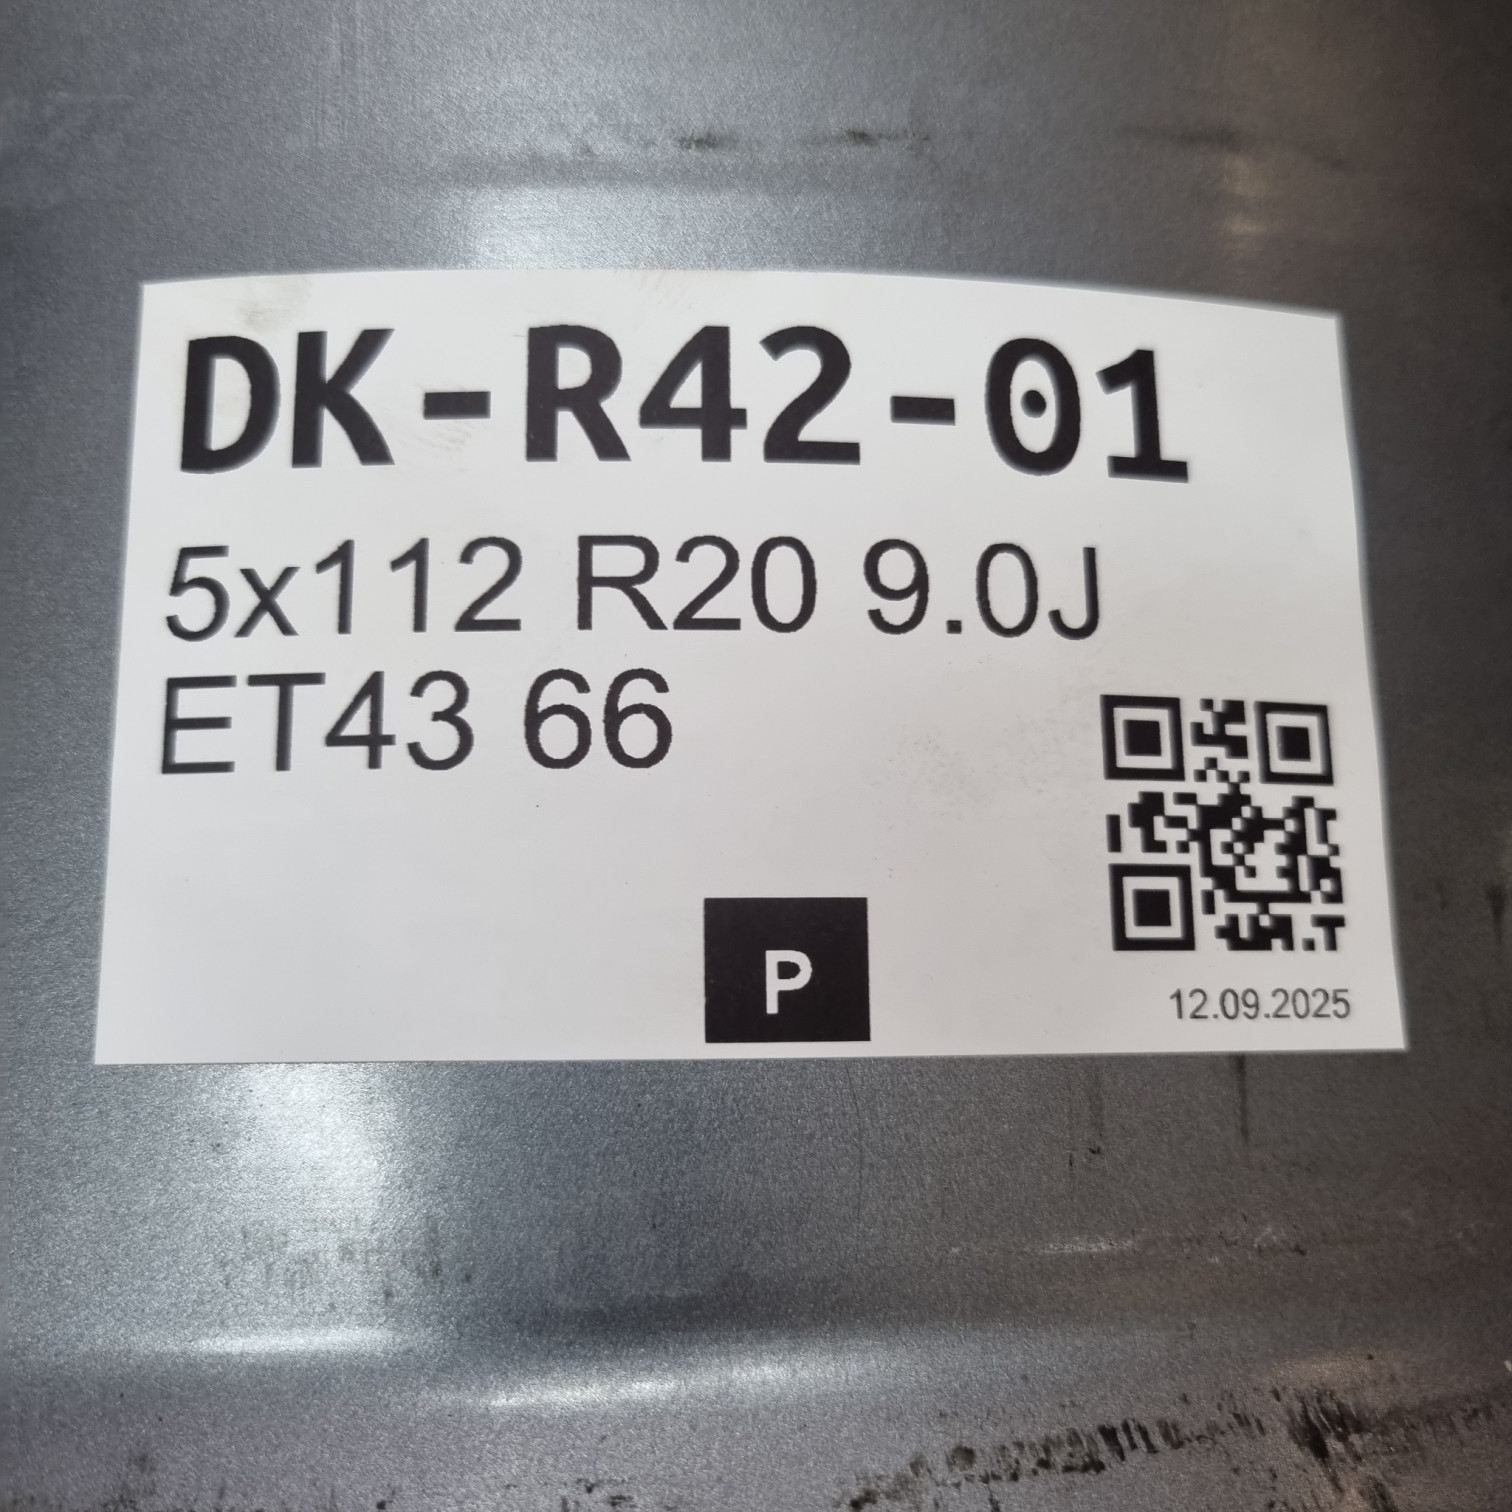 DK-R42-01
5x112 R20 9.0J
ET43 66
P
12.09.2025